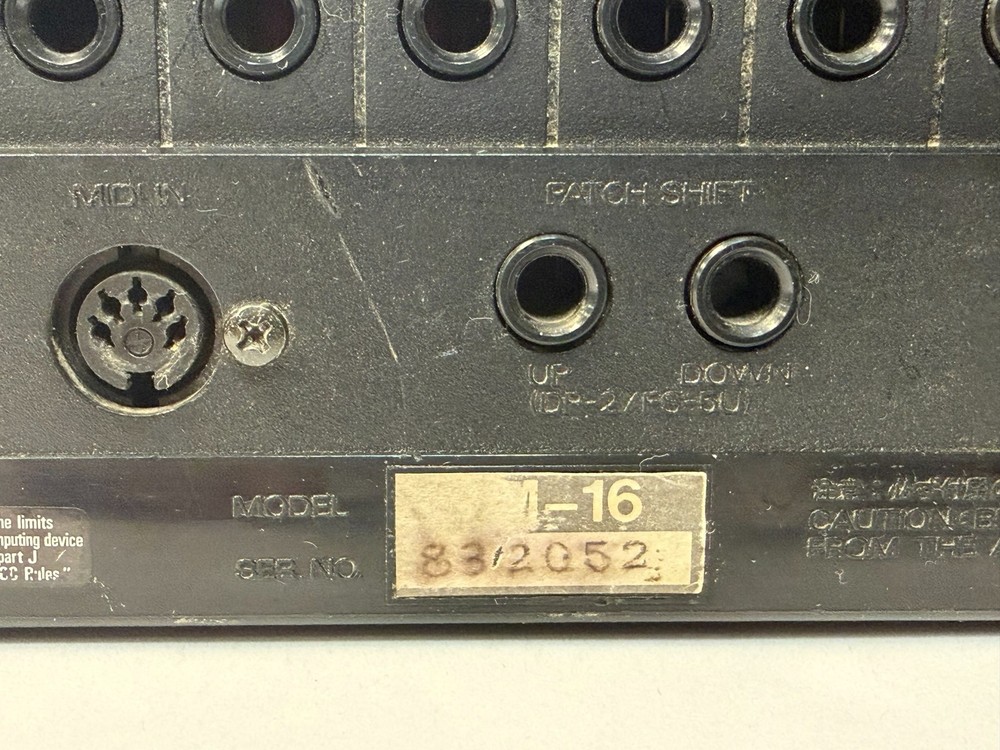 MIDI IN
PATCH SHIFT
UP
DOWN
(DP-2/FS-5U)
MODEL
-16
SER. NO.
832052
he limits
mputing device
part J
CC Rules"
CAUTION:
FROM THE